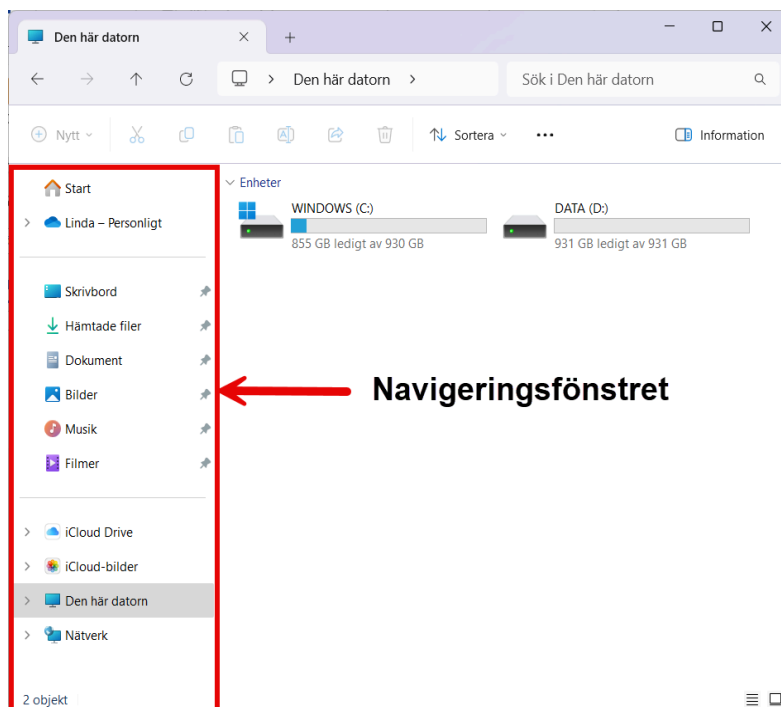 Den här datorn
Den här datorn
Sök i Den här datorn
Nytt
Sortera
Information
Start
Linda – Personligt
Skrivbord
Hämtade filer
Dokument
Bilder
Musik
Filmer
iCloud Drive
iCloud-bilder
Den här datorn
Nätverk
2 objekt
Enheter
WINDOWS (C:)
855 GB ledigt av 930 GB
DATA (D:)
931 GB ledigt av 931 GB
Navigeringsfönstret